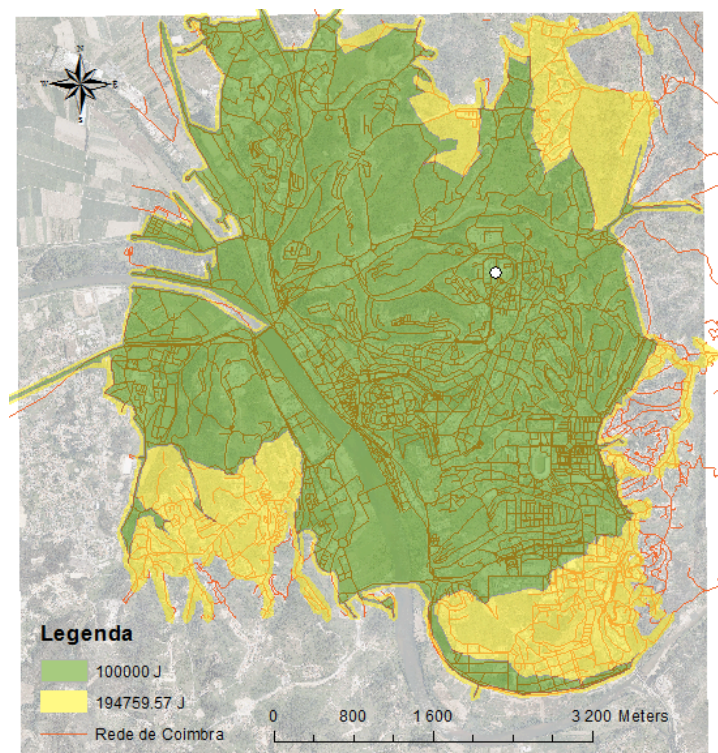 N
W E
S
Legenda
100000 J
194759.57 J
Rede de Coimbra
0 800 1 600 3 200 Meters